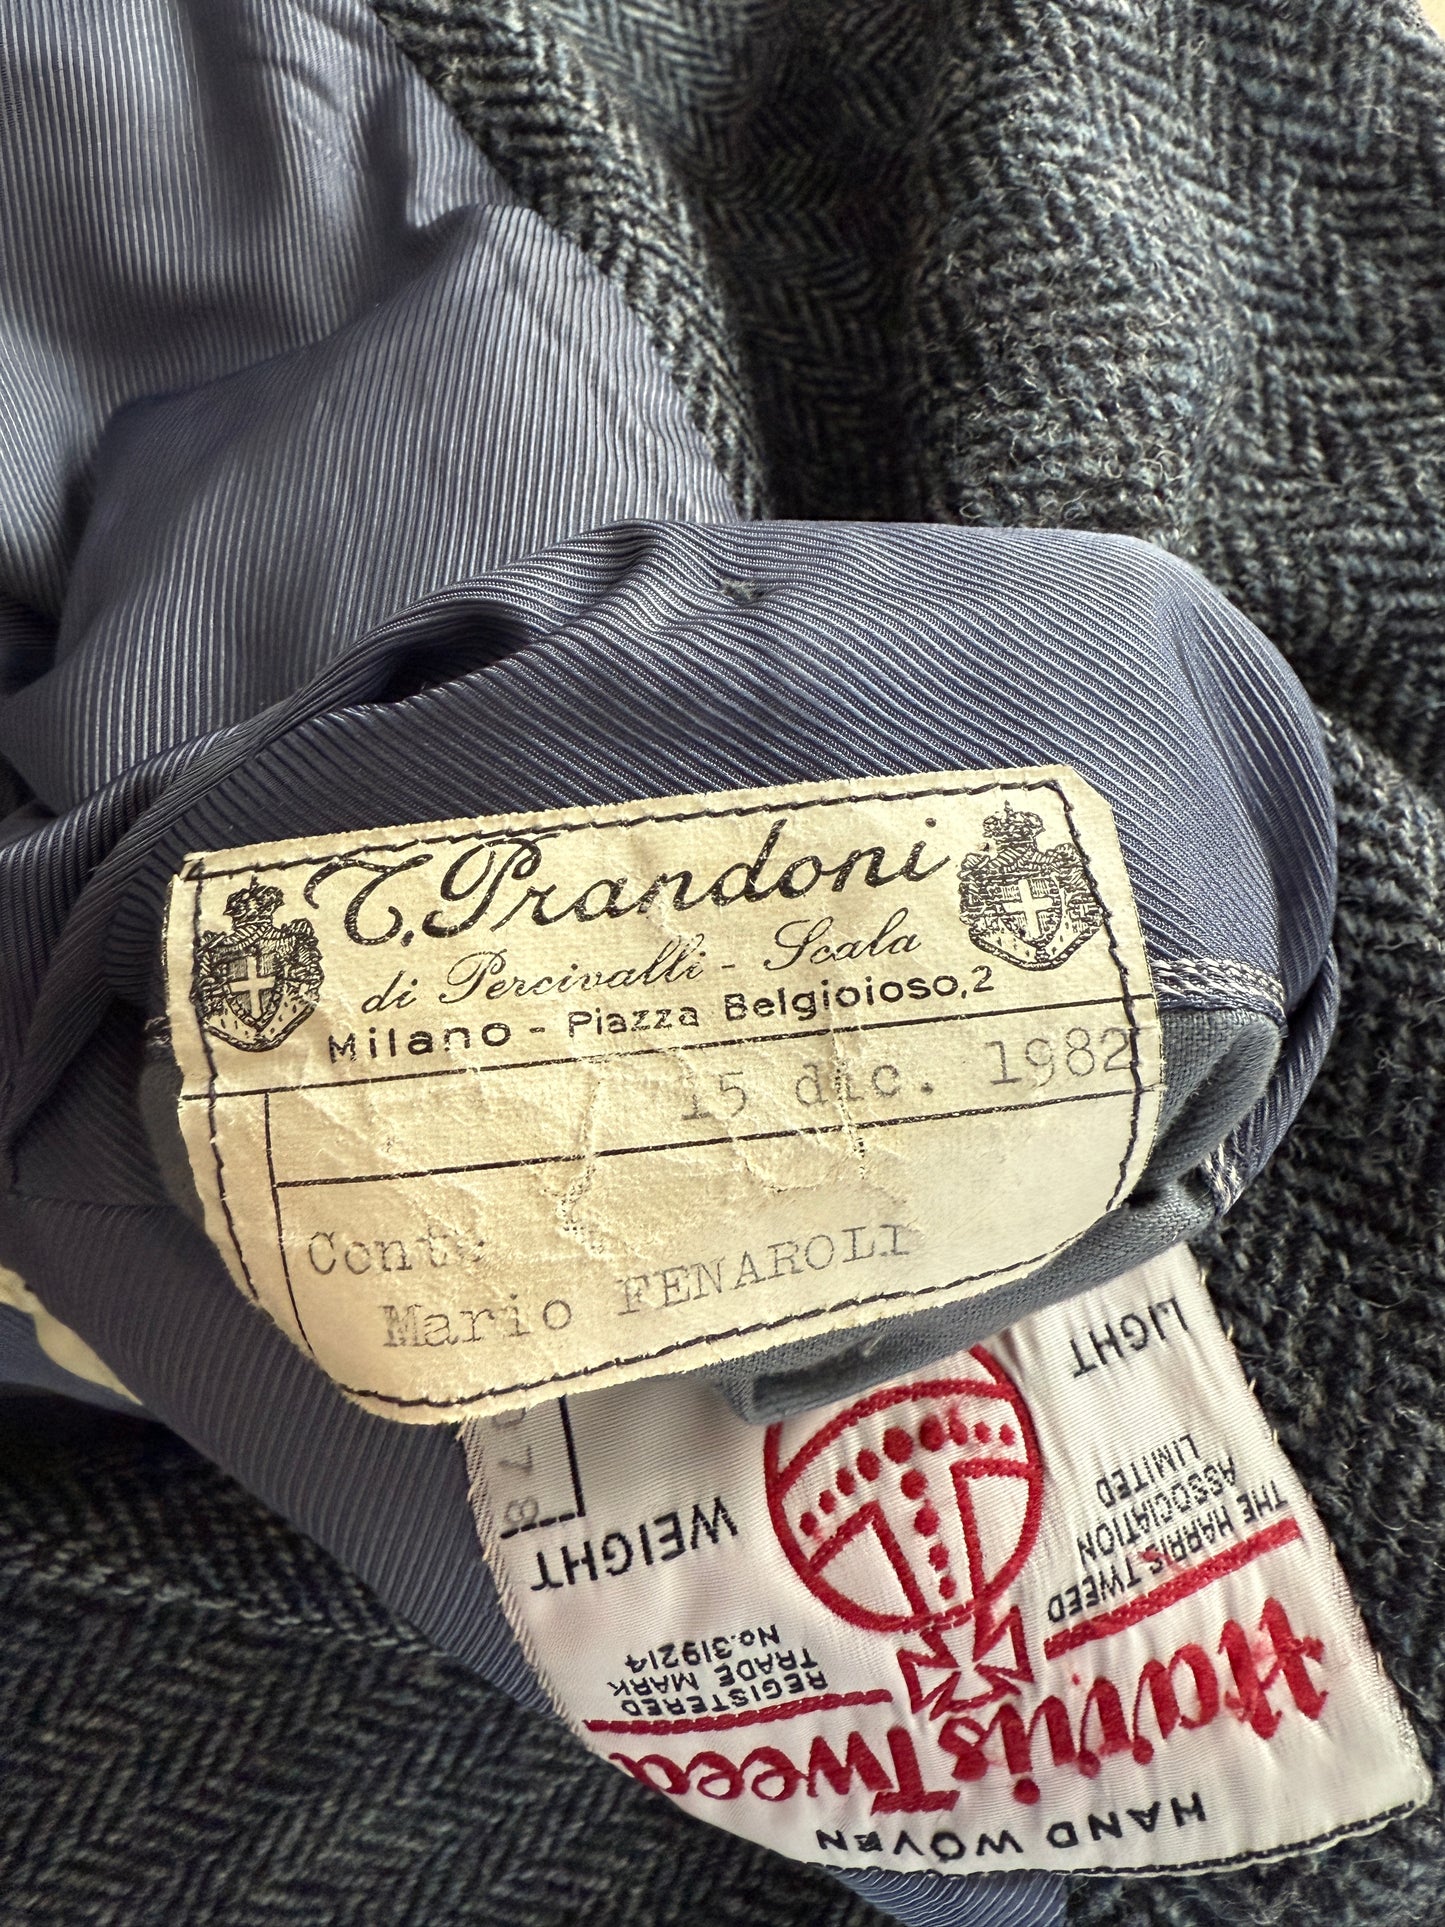 T. Prandoni
di Percivalli - Scala
Milano - Piazza Belgioioso, 2
15 dic. 1982
Conte
Mario FENAROLI
HAND WOVEN
Harris Tweed
REGISTERED
TRADE MARK
No. 319214
THE HARRIS TWEED
ASSOCIATION
LIMITED
LIGHT
WEIGHT